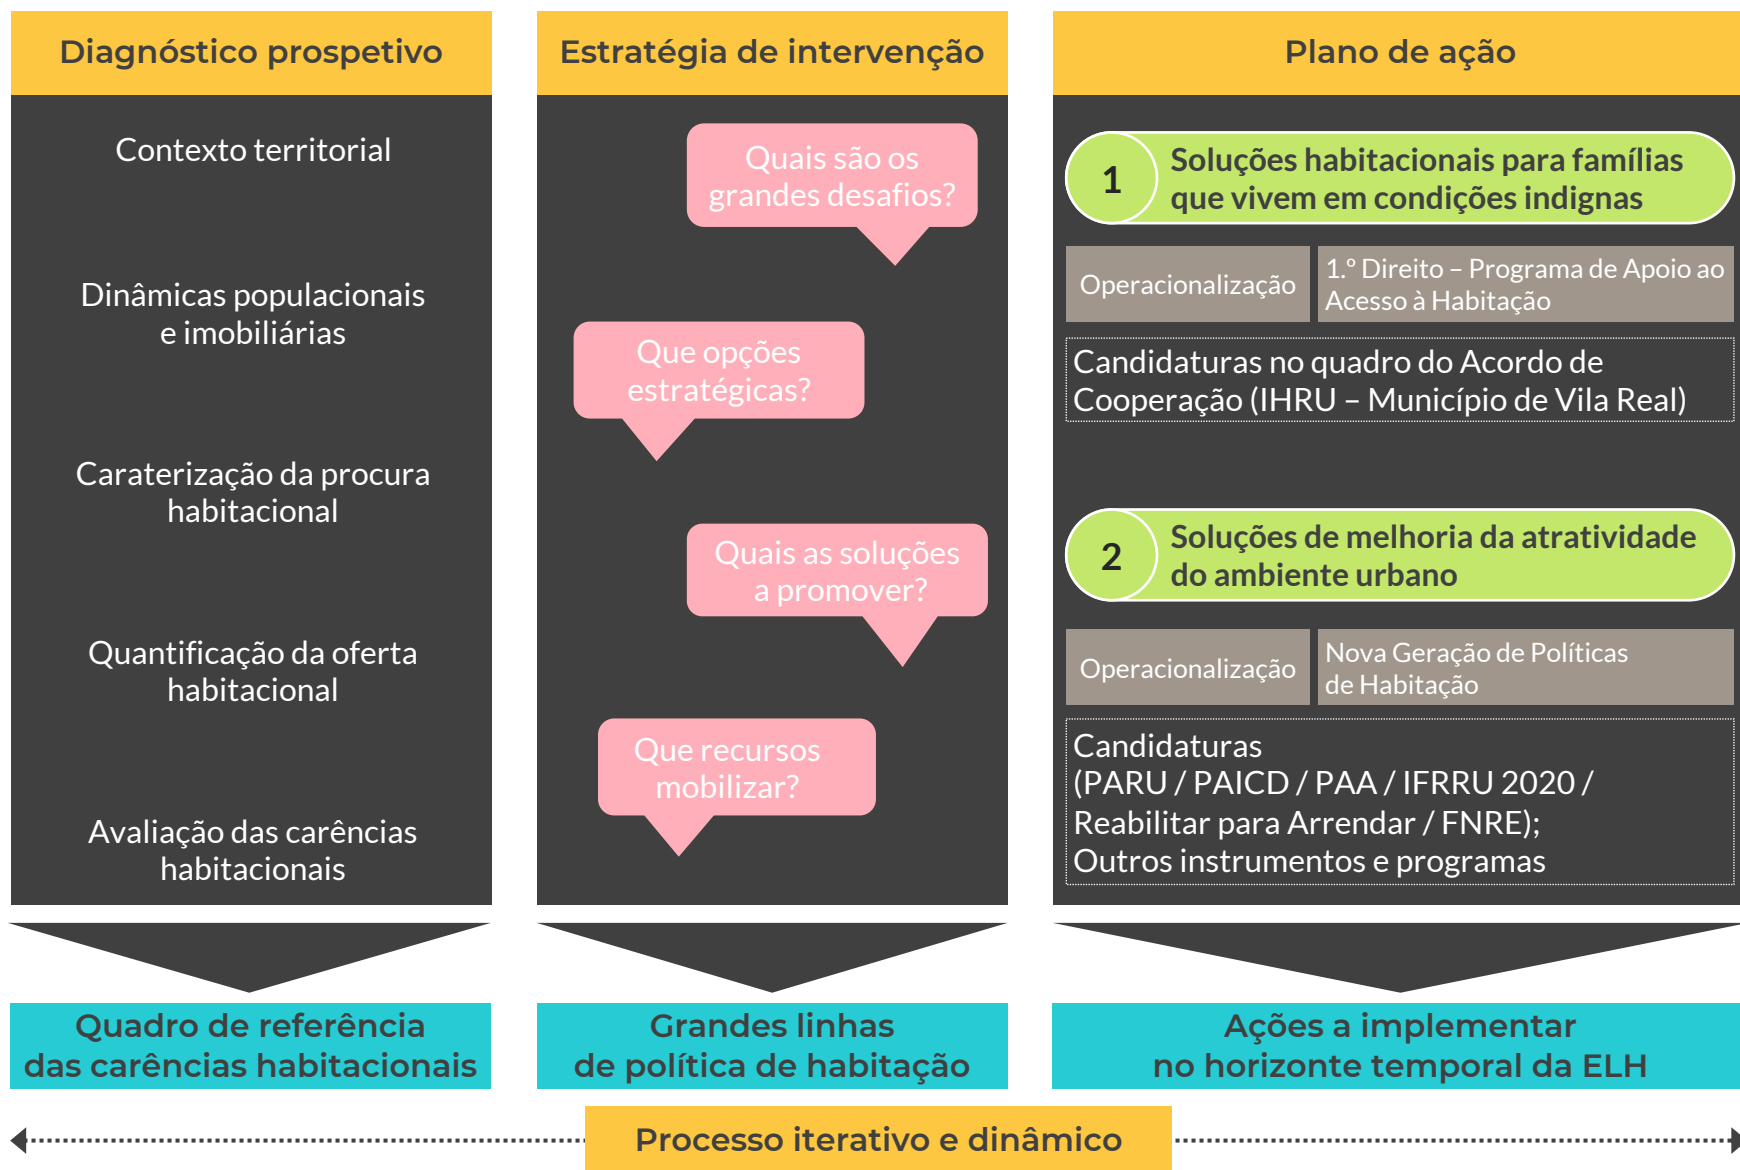 Diagnóstico prospetivo
Contexto territorial
Dinâmicas populacionais
e imobiliárias
Caraterização da procura
habitacional
Quantificação da oferta
habitacional
Avaliação das carências
habitacionais
Quadro de referência
das carências habitacionais
Estratégia de intervenção
Quais são os
grandes desafios?
Que opções
estratégicas?
Quais as soluções
a promover?
Que recursos
mobilizar?
Grandes linhas
de política de habitação
Plano de ação
1
Soluções habitacionais para famílias
que vivem em condições indignas
Operacionalização
1.º Direito – Programa de Apoio ao
Acesso à Habitação
Candidaturas no quadro do Acordo de
Cooperação (IHRU – Município de Vila Real)
2
Soluções de melhoria da atratividade
do ambiente urbano
Operacionalização
Nova Geração de Políticas
de Habitação
Candidaturas
(PARU / PAICD / PAA / IFRRU 2020 /
Reabilitar para Arrendar / FNRE);
Outros instrumentos e programas
Ações a implementar
no horizonte temporal da ELH
Processo iterativo e dinâmico